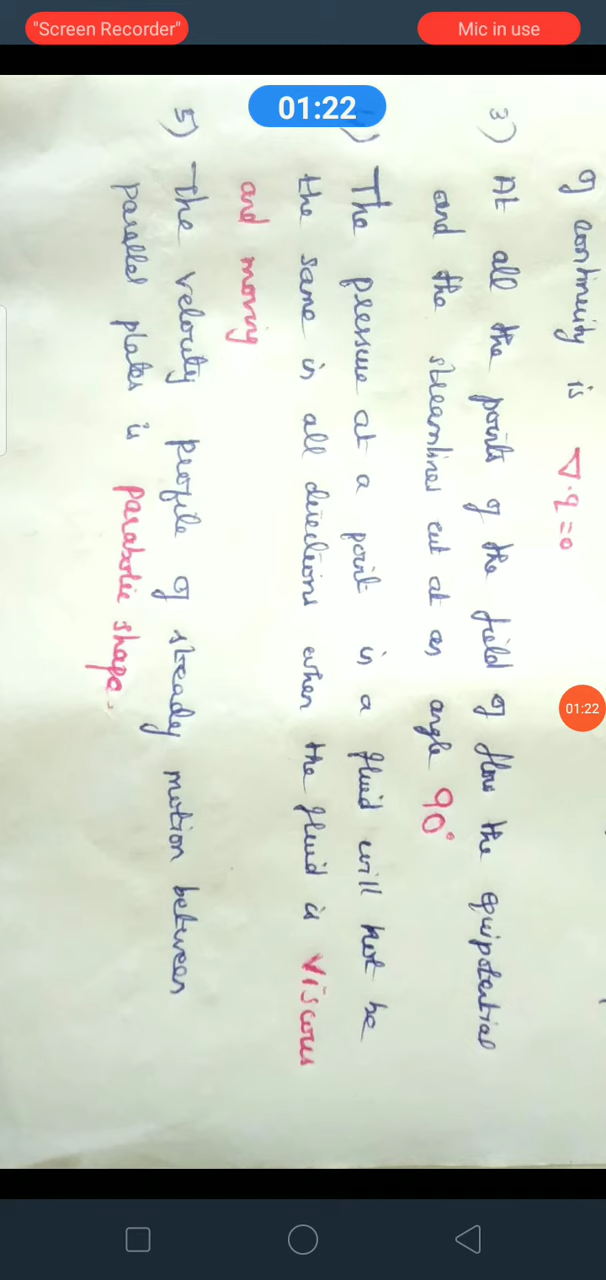 "Screen Recorder"
Mic in use
01:22
01:22
of continuity is ∇.q=0
3) At all the points of the field of flow the equipotential
and the streamlines cut at an angle 90°
) The pressure at a point in a fluid will not be
the same in all directions when the fluid is viscous
and moving
5) The velocity profile of steady motion between
parallel plates is parabolic shape.